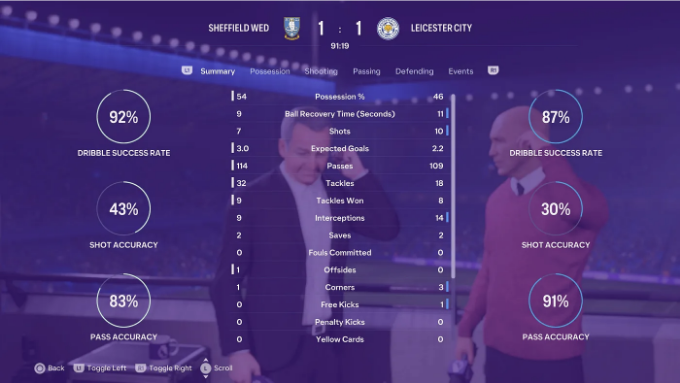 SHEFFIELD WED 1 : 1 LEICESTER CITY
91:19
L1 Summary Possession Shooting Passing Defending Events R1
54 Possession % 46
9 Ball Recovery Time (Seconds) 11
7 Shots 10
3.0 Expected Goals 2.2
114 Passes 109
32 Tackles 18
9 Tackles Won 8
9 Interceptions 14
2 Saves 2
0 Fouls Committed 0
1 Offsides 0
1 Corners 3
0 Free Kicks 1
0 Penalty Kicks 0
0 Yellow Cards 0
92%
DRIBBLE SUCCESS RATE
43%
SHOT ACCURACY
83%
PASS ACCURACY
87%
DRIBBLE SUCCESS RATE
30%
SHOT ACCURACY
91%
PASS ACCURACY
Back Toggle Left Toggle Right L Scroll